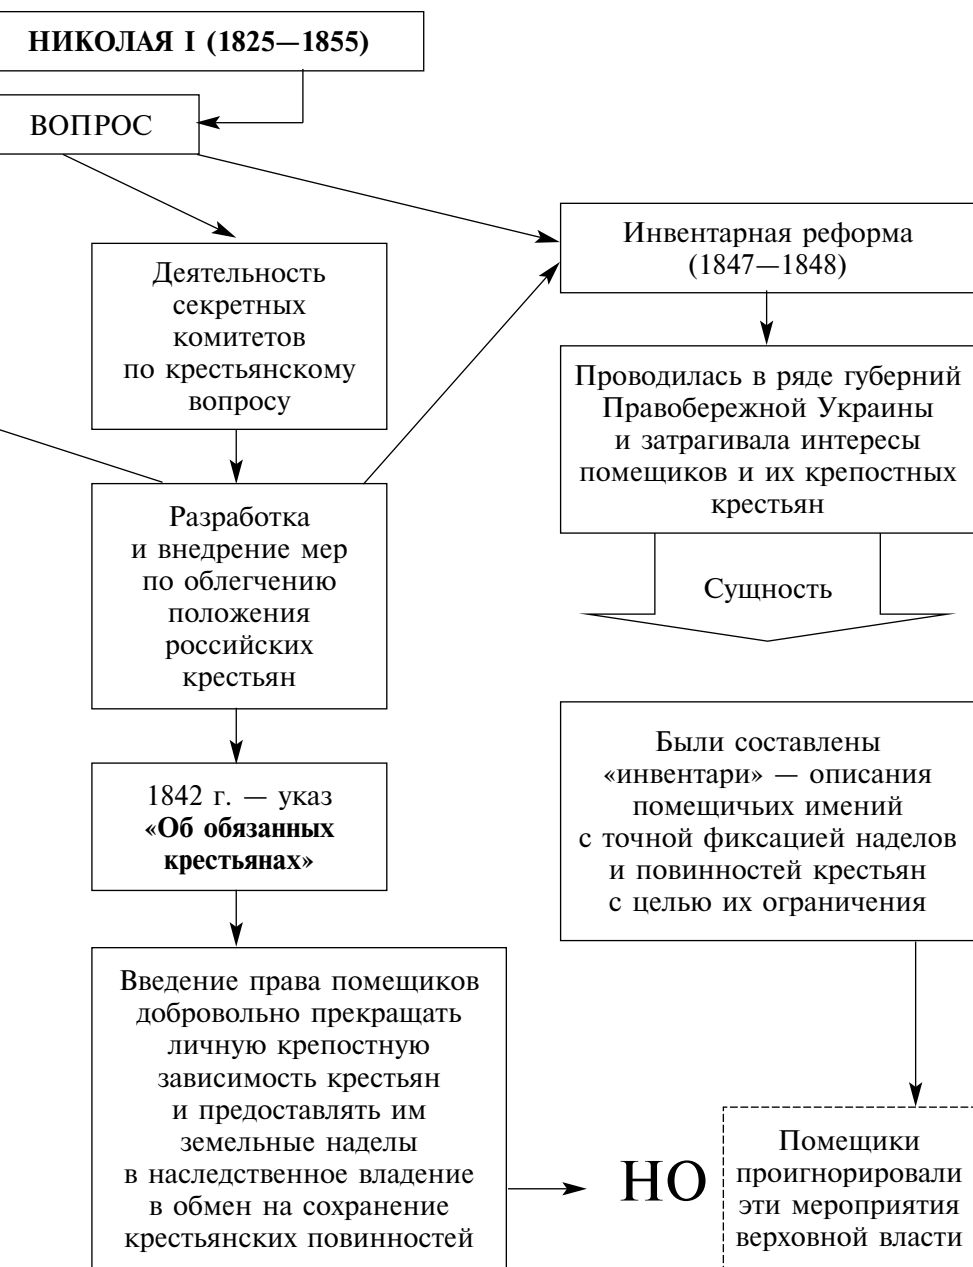 НИКОЛАЯ I (1825—1855)
ВОПРОС
Деятельность
секретных
комитетов
по крестьянскому
вопросу
Разработка
и внедрение мер
по облегчению
положения
российских
крестьян
1842 г. — указ
«Об обязанных
крестьянах»
Введение права помещиков
добровольно прекращать
личную крепостную
зависимость крестьян
и предоставлять им
земельные наделы
в наследственное владение
в обмен на сохранение
крестьянских повинностей
Инвентарная реформа
(1847—1848)
Проводилась в ряде губерний
Правобережной Украины
и затрагивала интересы
помещиков и их крепостных
крестьян
Сущность
Были составлены
«инвентари» — описания
помещичьих имений
с точной фиксацией наделов
и повинностей крестьян
с целью их ограничения
НО
Помещики
проигнорировали
эти мероприятия
верховной власти